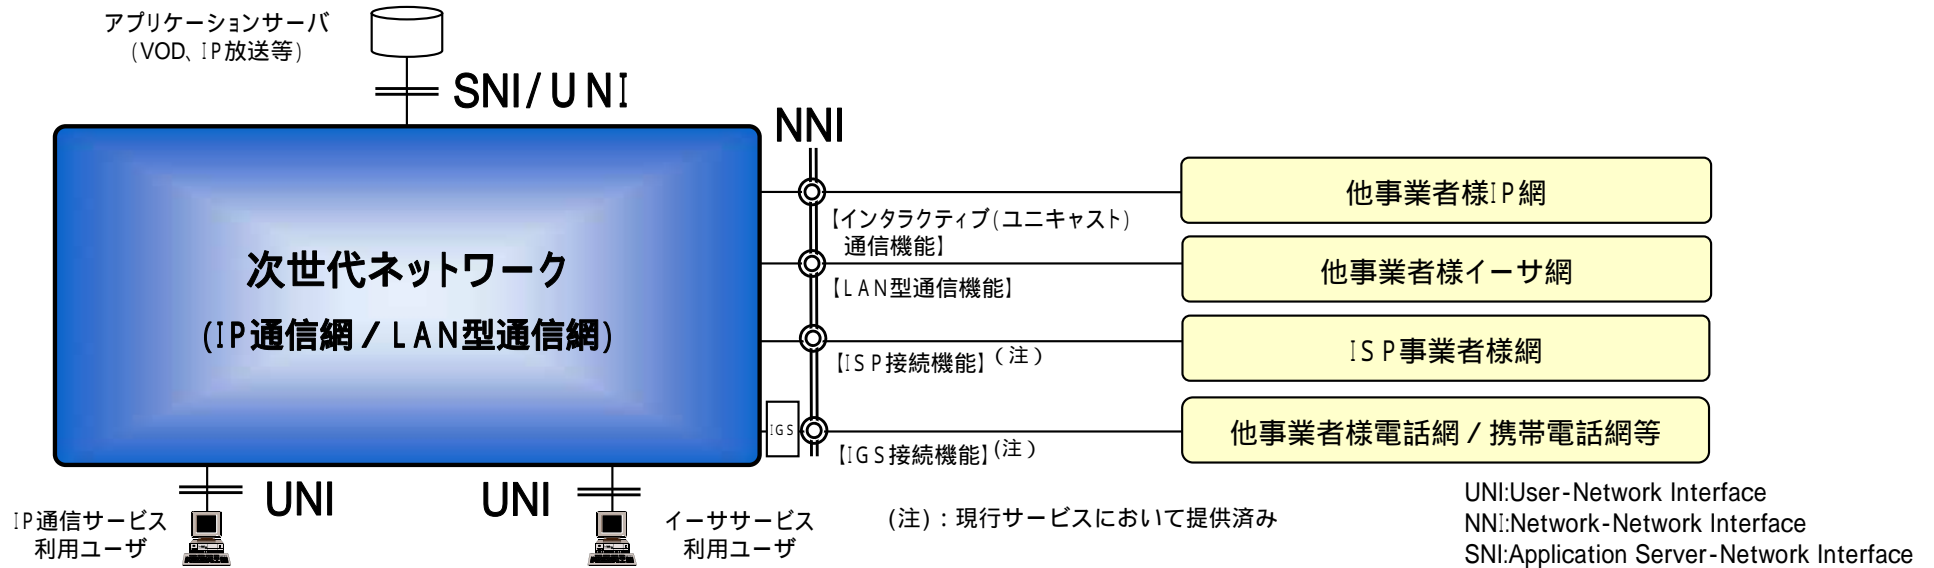 アプリケーションサーバ
(VOD、IP放送等)
SNI/UNI
NNI
他事業者様IP網
【インタラクティブ(ユニキャスト)
通信機能】
次世代ネットワーク
(IP通信網/LAN型通信網)
他事業者様イーサ網
【LAN型通信機能】
ISP事業者様網
【ISP接続機能】(注)
IGS
他事業者様電話網/携帯電話網等
【IGS接続機能】(注)
UNI
UNI
IP通信サービス
利用ユーザ
イーササービス
利用ユーザ
(注):現行サービスにおいて提供済み
UNI:User-Network Interface
NNI:Network-Network Interface
SNI:Application Server-Network Interface